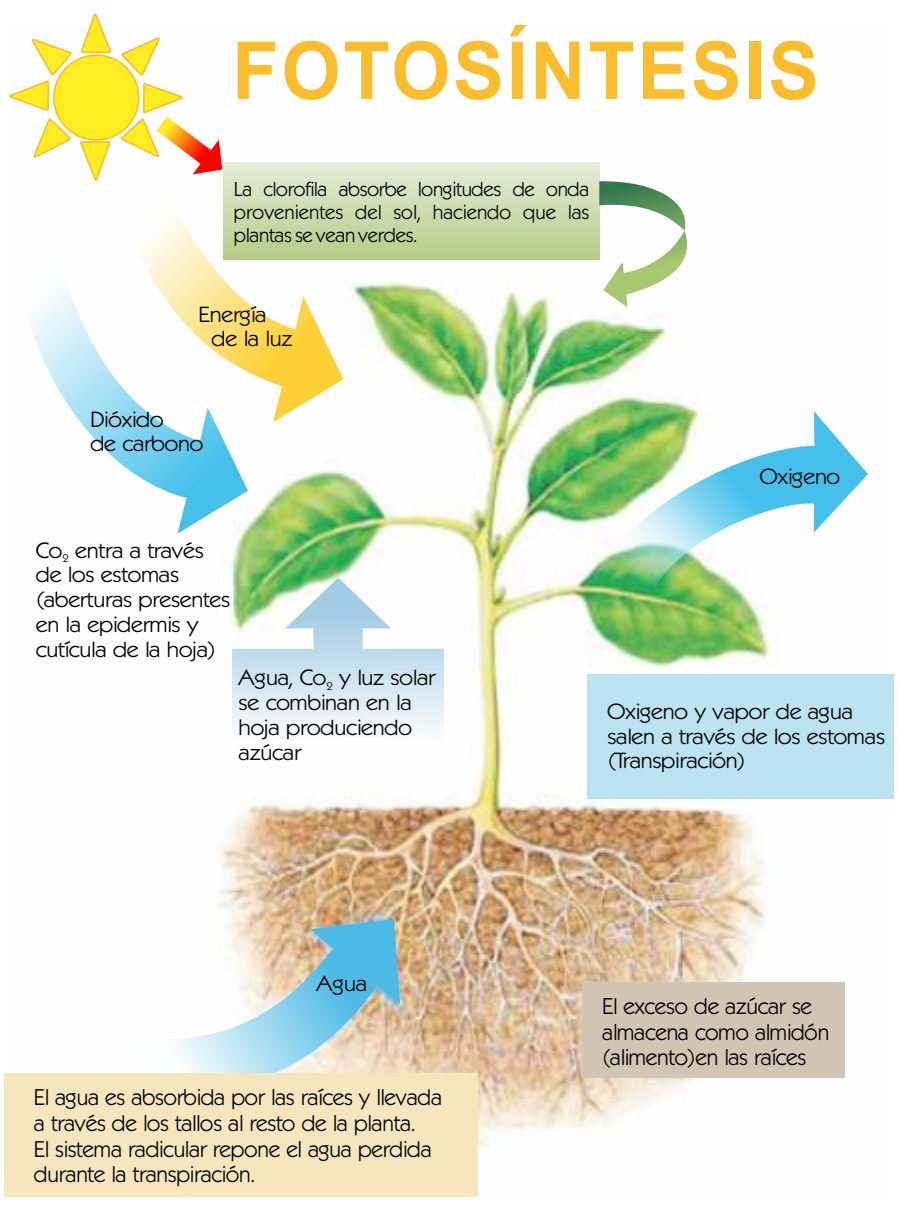 FOTOSÍNTESIS
La clorofila absorbe longitudes de onda
provenientes del sol, haciendo que las
plantas se vean verdes.
Energía
de la luz
Dióxido
de carbono
Oxigeno
Co₂ entra a través
de los estomas
(aberturas presentes
en la epidermis y
cutícula de la hoja)
Agua, Co₂ y luz solar
se combinan en la
hoja produciendo
azúcar
Oxigeno y vapor de agua
salen a través de los estomas
(Transpiración)
Agua
El exceso de azúcar se
almacena como almidón
(alimento)en las raíces
El agua es absorbida por las raíces y llevada
a través de los tallos al resto de la planta.
El sistema radicular repone el agua perdida
durante la transpiración.